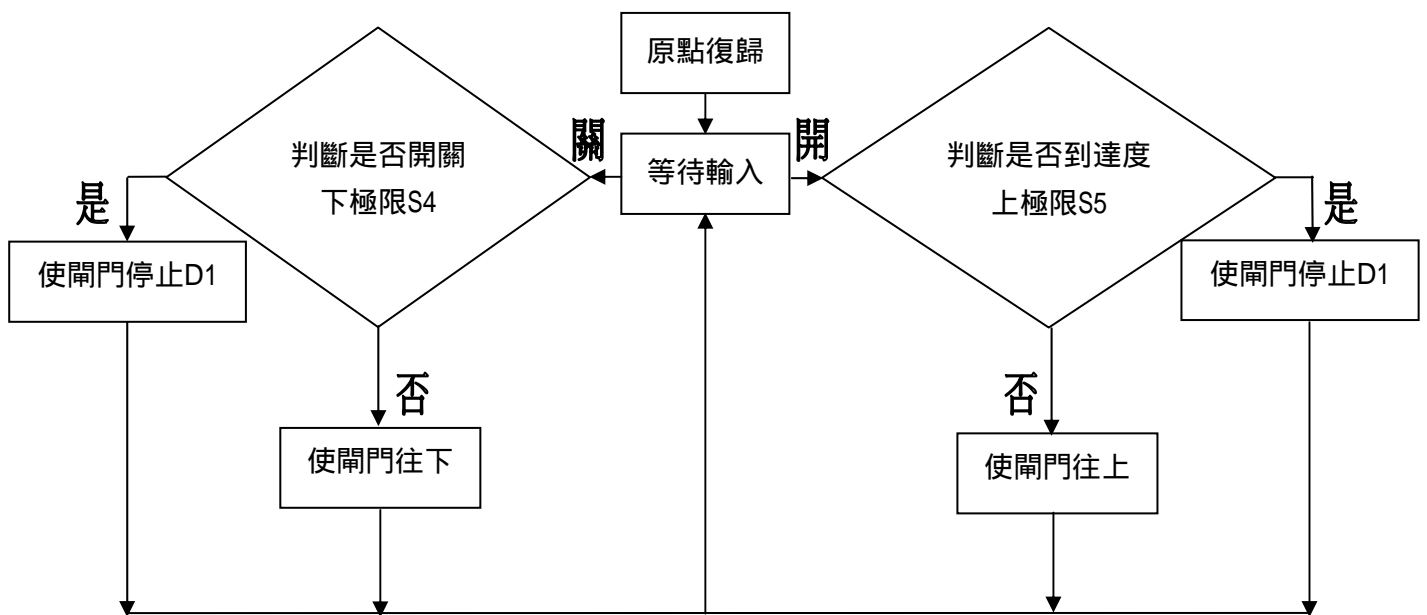 原點復歸
關
等待輸入
開
判斷是否開關
下極限S4
判斷是否到達度
上極限S5
是
是
使閘門停止D1
使閘門停止D1
否
否
使閘門往下
使閘門往上